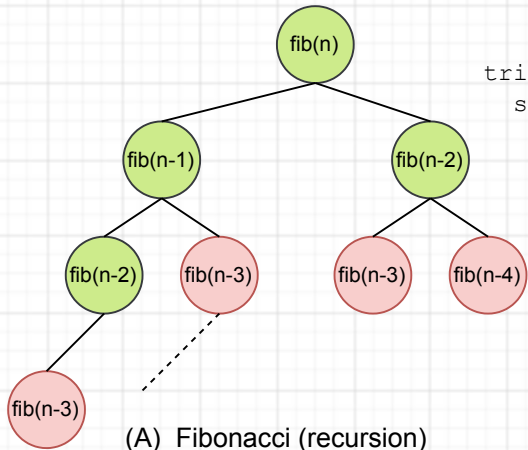 fib(n)
tri
s
fib(n-1)
fib(n-2)
fib(n-2)
fib(n-3)
fib(n-3)
fib(n-4)
fib(n-3)
(A) Fibonacci (recursion)